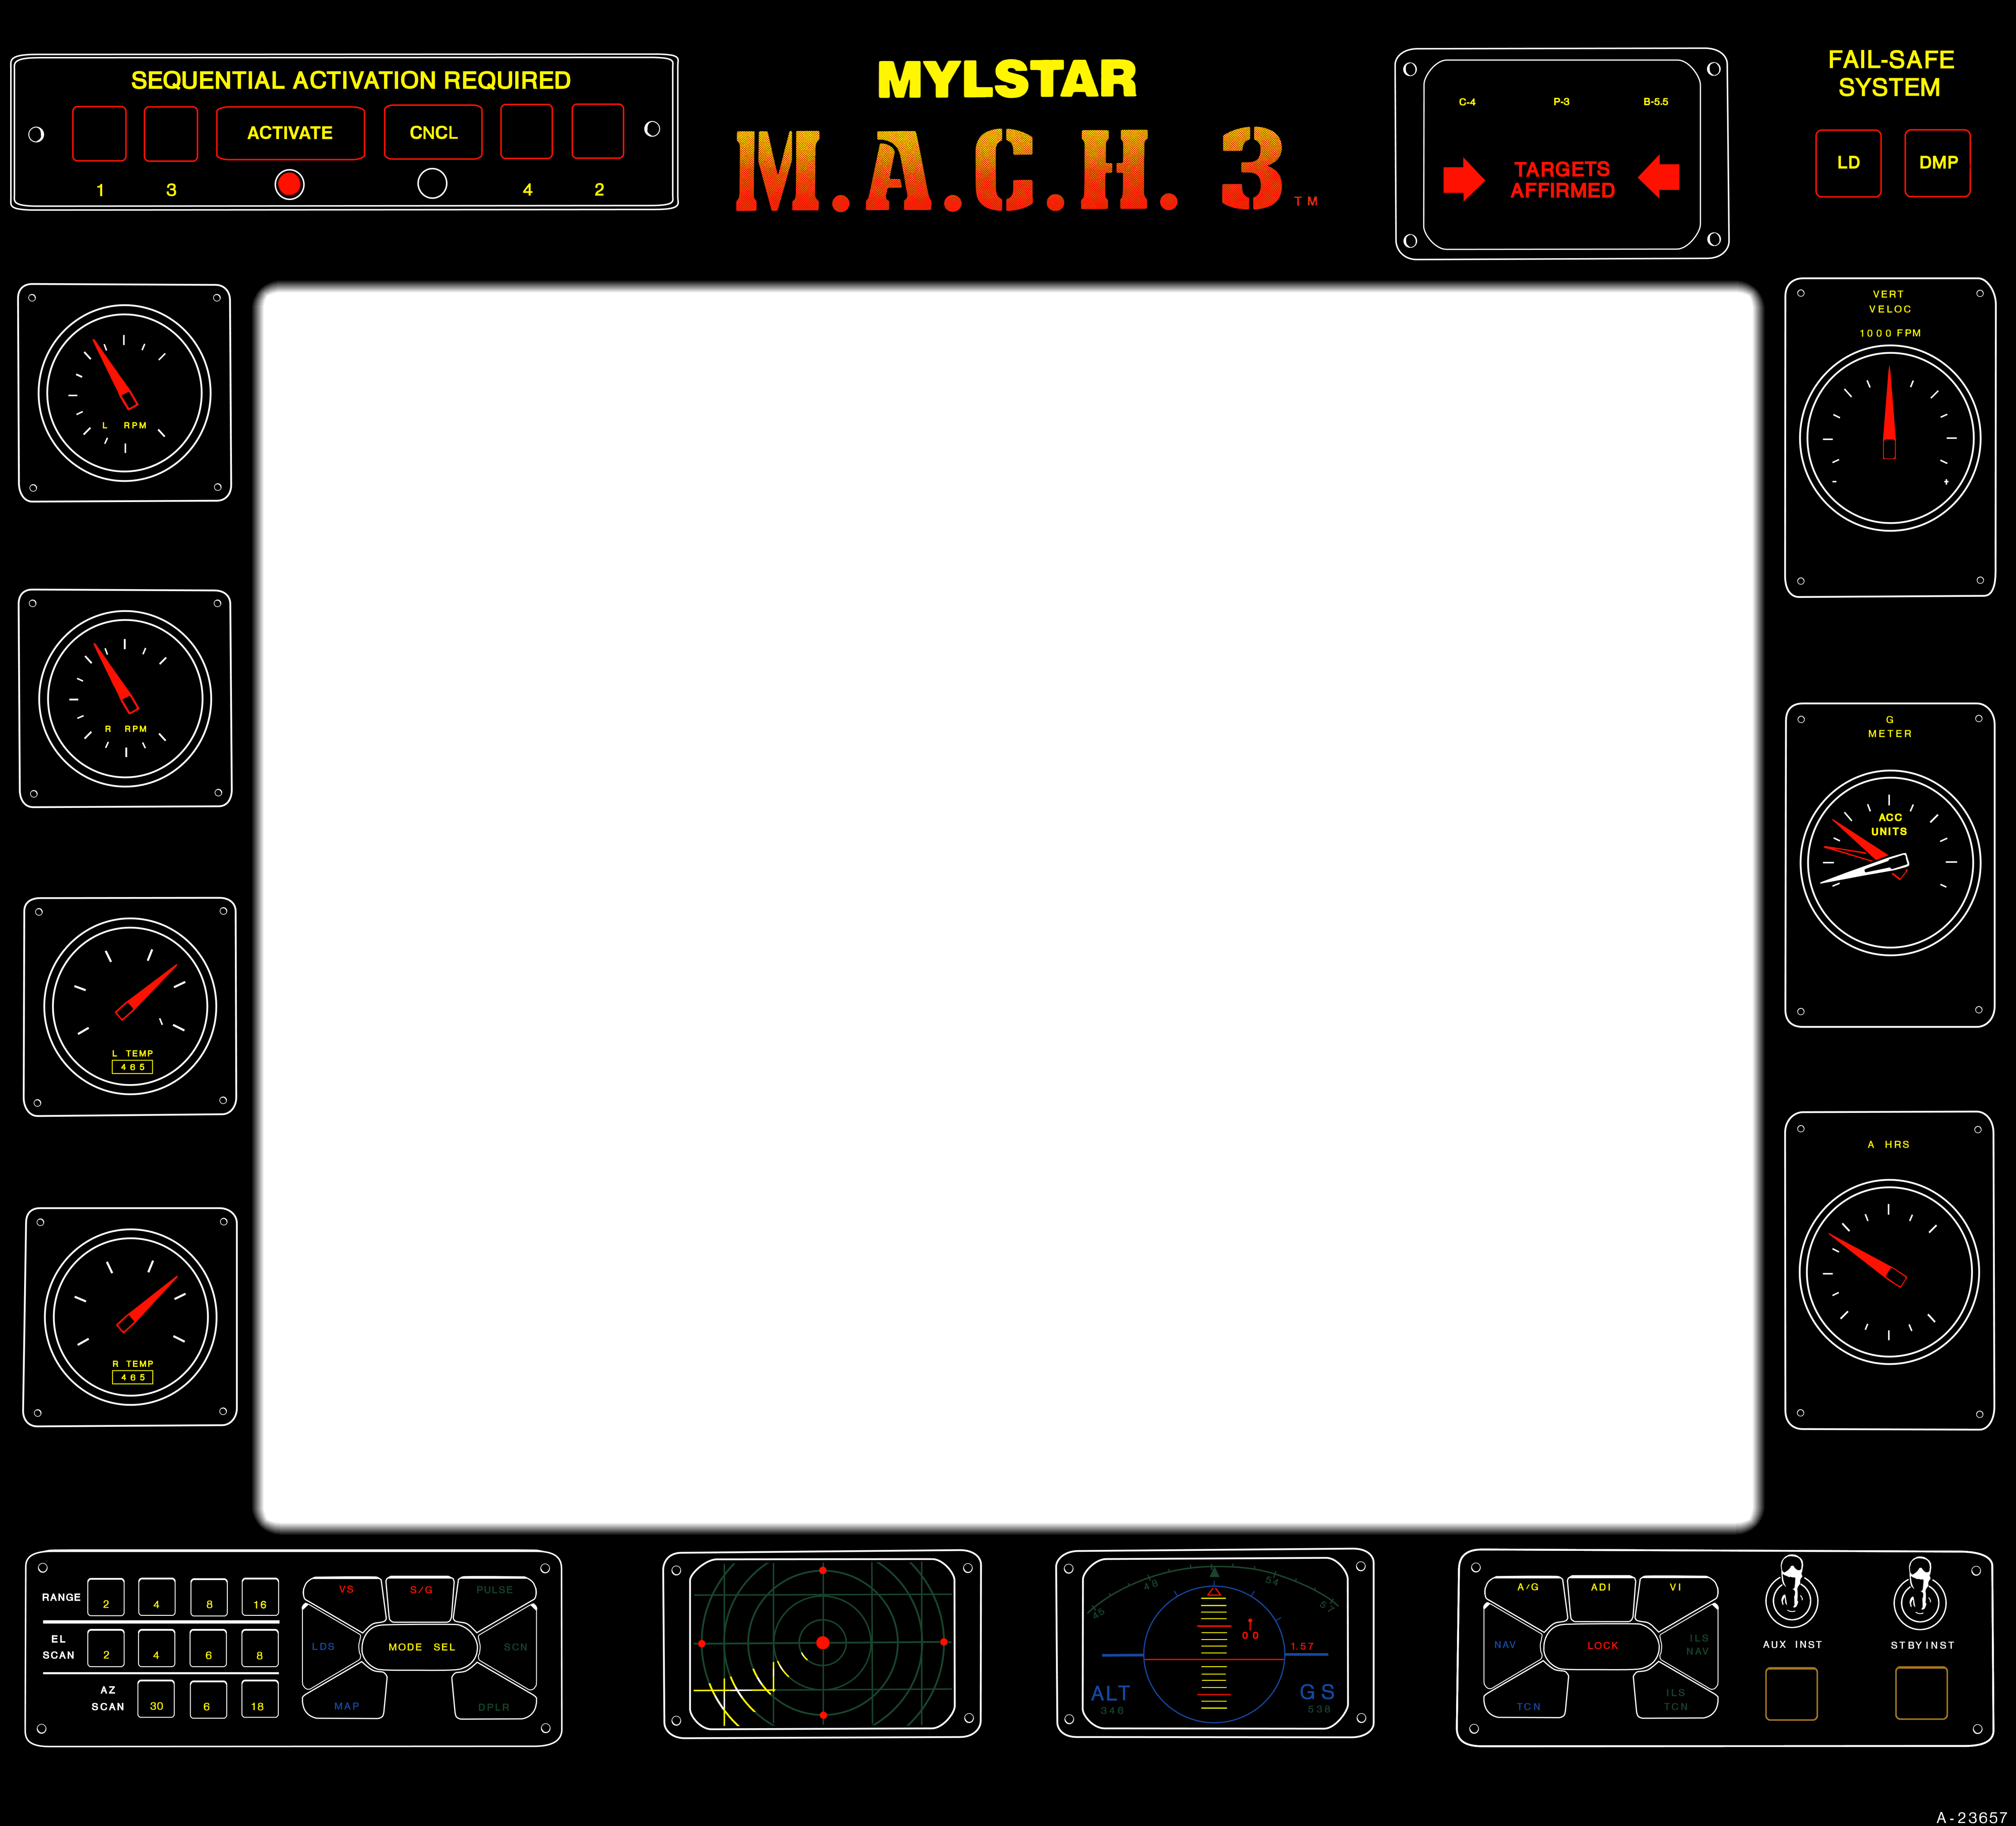 SEQUENTIAL ACTIVATION REQUIRED
ACTIVATE
CNCL
1 3 4 2
MYLSTAR
M.A.C.H. 3 TM
C-4 P-3 B-5.5
TARGETS
AFFIRMED
FAIL-SAFE
SYSTEM
LD DMP
L RPM
R RPM
L TEMP
465
R TEMP
465
VERT
VELOC
1000 FPM
- +
G
METER
ACC
UNITS
A HRS
RANGE 2 4 8 16
EL
SCAN 2 4 6 8
AZ
SCAN 30 6 18
VS S/G PULSE
LDS MODE SEL SCN
MAP DPLR
45 48 54 57
00
1.57
ALT GS
346 538
A/G ADI VI
NAV LOCK ILS
NAV
TCN ILS
TCN
AUX INST STBY INST
A-23657